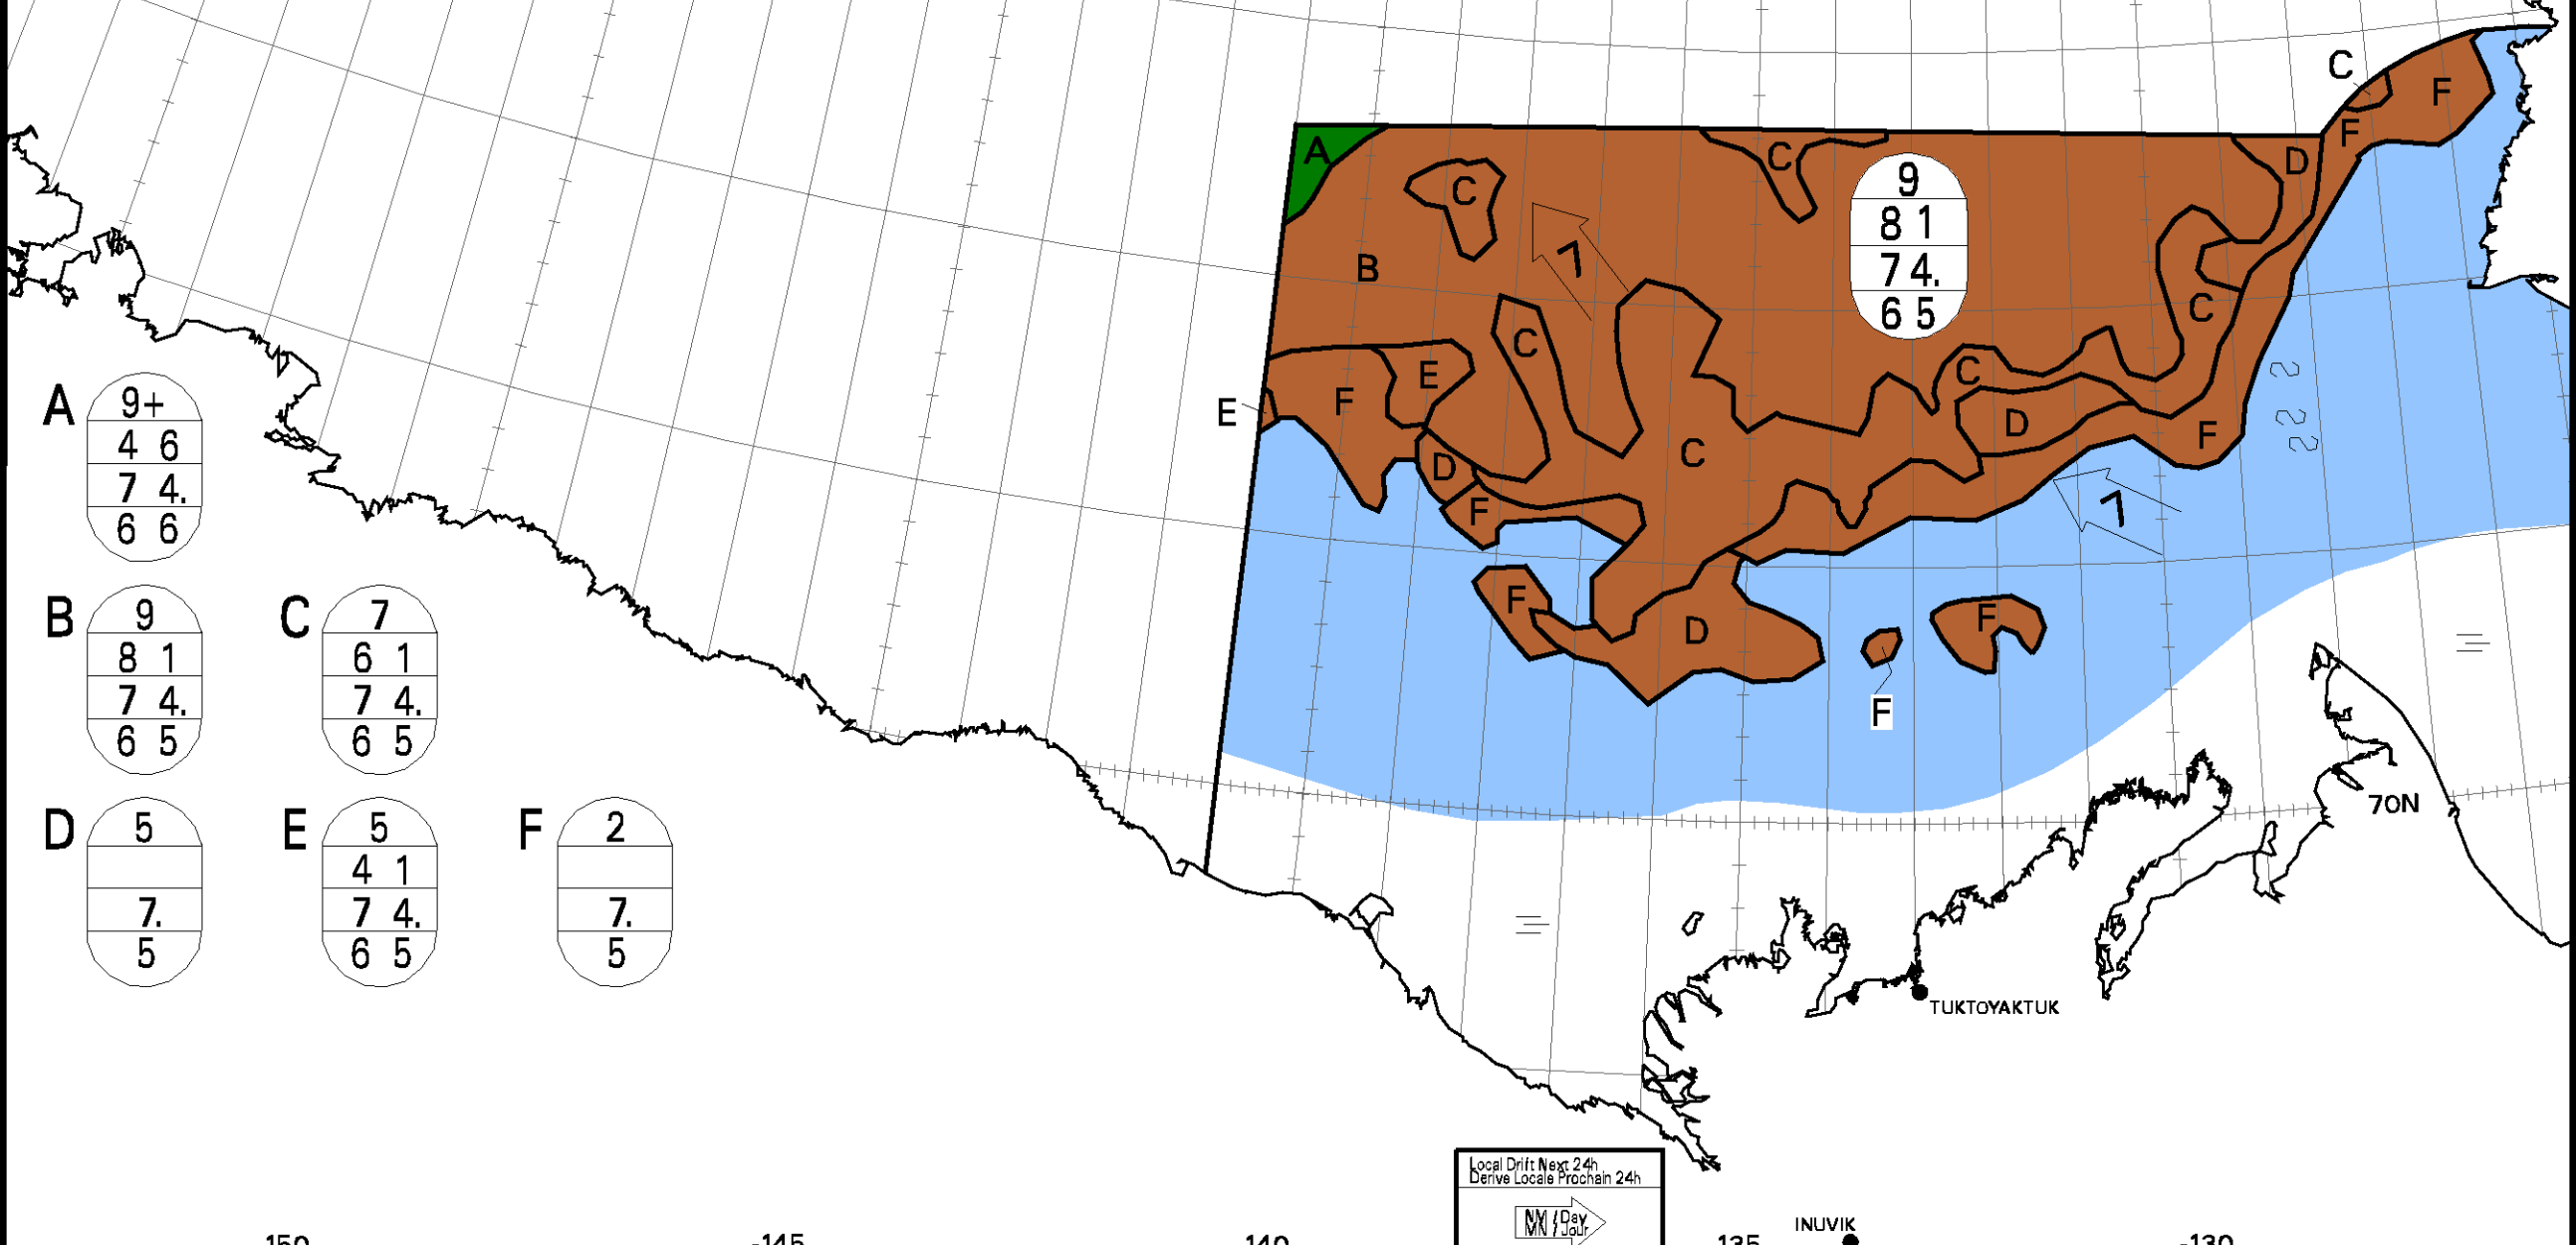 C
F
F
A
C
C
D
9
8 1
7 4.
6 5
B
7
C
C
E
F
E
C
D
F
C
D
F
7
F
F
D
F
F
A
9+
4 6
7 4.
6 6
B
9
8 1
7 4.
6 5
C
7
6 1
7 4.
6 5
D
5
7.
5
E
5
4 1
7 4.
6 5
F
2
7.
5
70N
TUKTOYAKTUK
Local Drift Next 24h
Derive Locale Prochain 24h
NM / Day
Jour
INUVIK
150
-145
140
135
-130